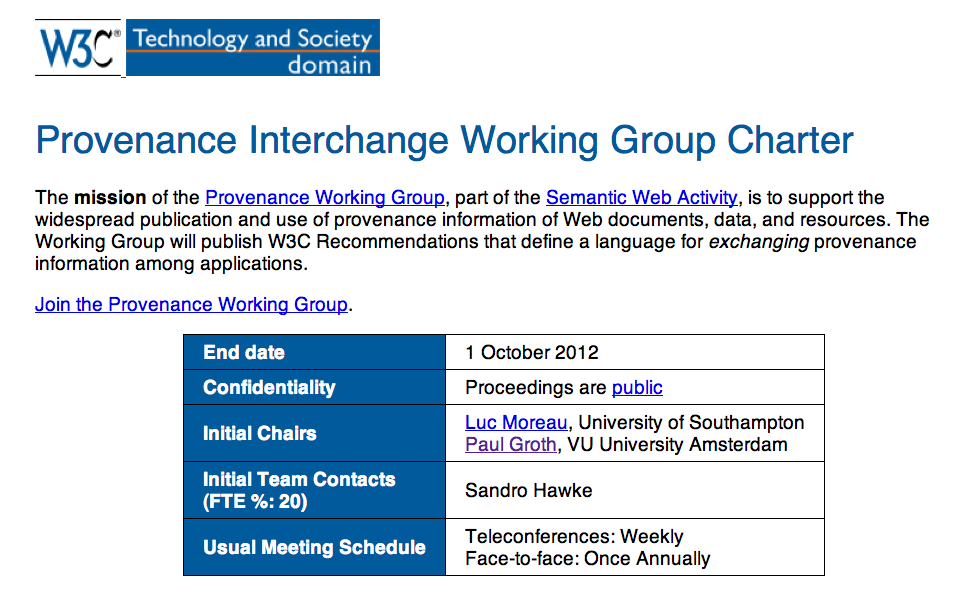 W3C® Technology and Society
domain
Provenance Interchange Working Group Charter
The mission of the Provenance Working Group, part of the Semantic Web Activity, is to support the
widespread publication and use of provenance information of Web documents, data, and resources. The
Working Group will publish W3C Recommendations that define a language for exchanging provenance
information among applications.
Join the Provenance Working Group.
End date 1 October 2012
Confidentiality Proceedings are public
Initial Chairs
Luc Moreau, University of Southampton
Paul Groth, VU University Amsterdam
Initial Team Contacts
(FTE %: 20)
Sandro Hawke
Usual Meeting Schedule
Teleconferences: Weekly
Face-to-face: Once Annually